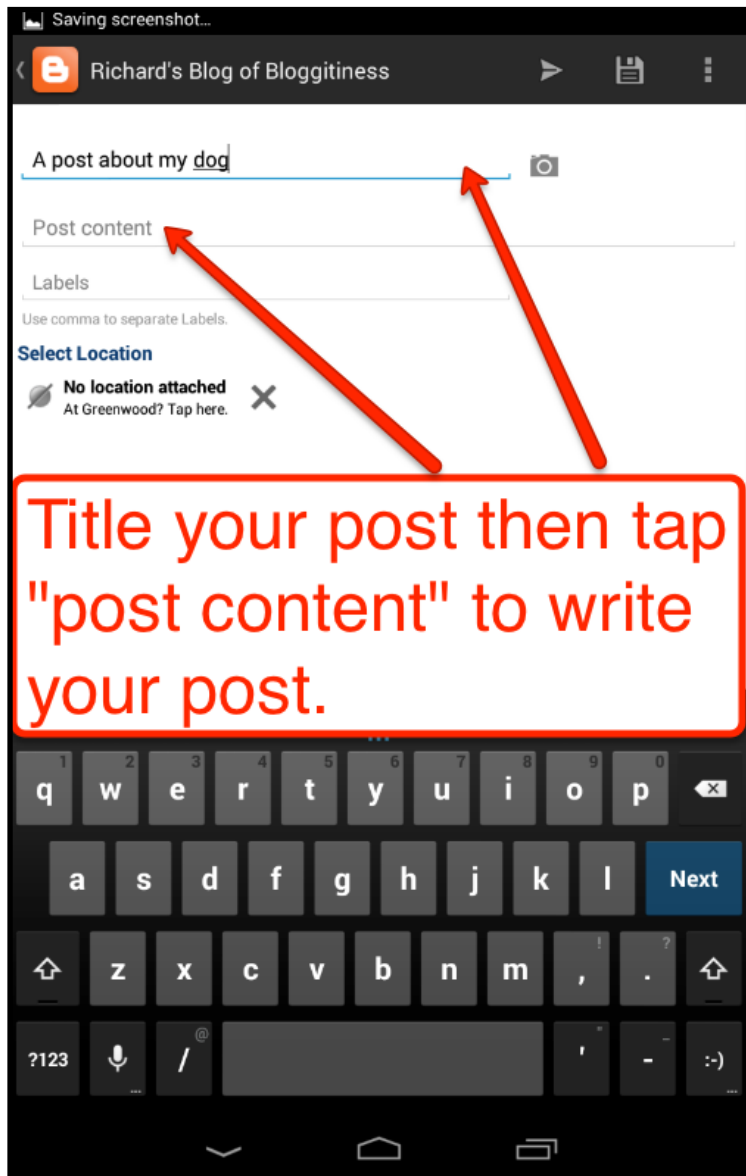 Saving screenshot...
Richard's Blog of Bloggitiness
A post about my dog
Post content
Labels
Use comma to separate Labels.
Select Location
No location attached
At Greenwood? Tap here.
Title your post then tap
"post content" to write
your post.
1 2 3 4 5 6 7 8 9 0
q w e r t y u i o p
a s d f g h j k l Next
! ?
z x c v b n m , .
@ " _
?123 / ' - :-)